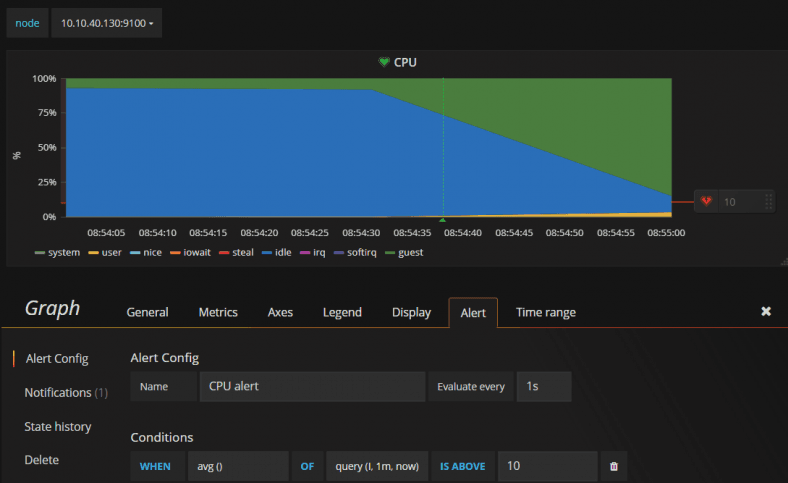 node 10.10.40.130:9100
CPU
100%
75%
50%
25%
0%
%
10
08:54:05 08:54:10 08:54:15 08:54:20 08:54:25 08:54:30 08:54:35 08:54:40 08:54:45 08:54:50 08:54:55 08:55:00
system user nice iowait steal idle irq softirq guest
Graph General Metrics Axes Legend Display Alert Time range ×
Alert Config
Notifications (1)
State history
Delete
Alert Config
Name CPU alert Evaluate every 1s
Conditions
WHEN avg () OF query (I, 1m, now) IS ABOVE 10